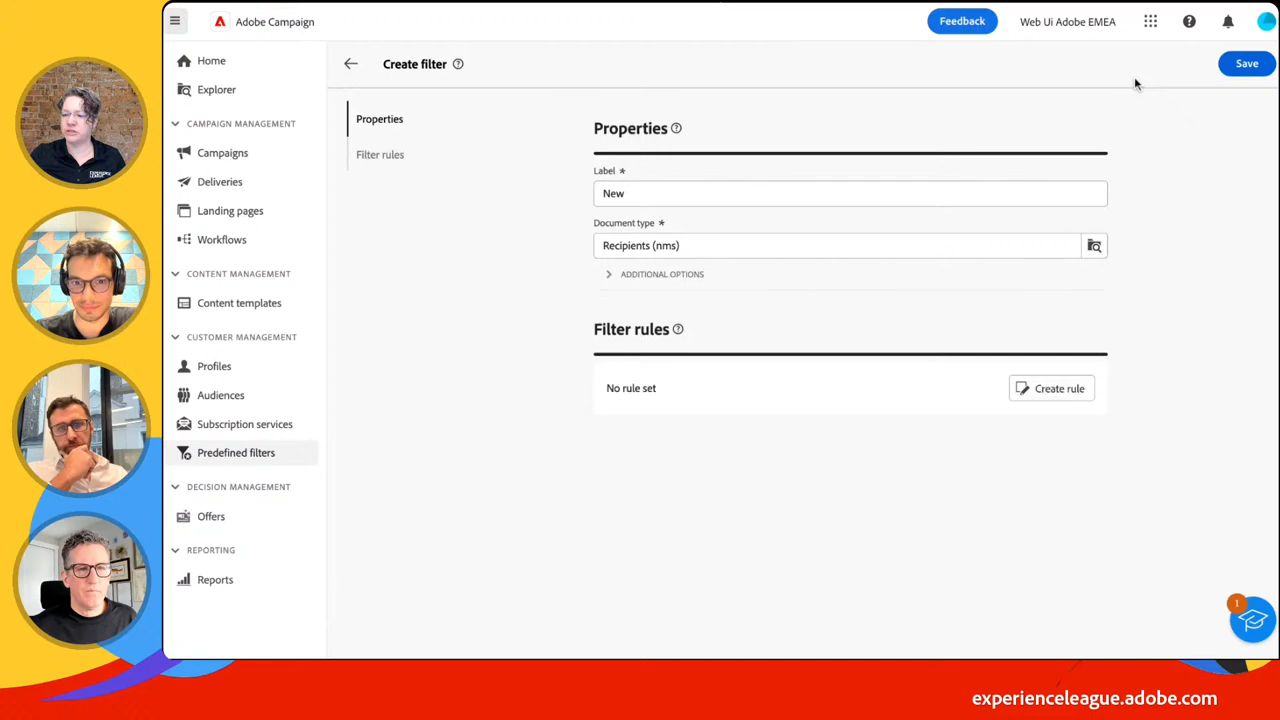 Adobe Campaign
Feedback
Web Ui Adobe EMEA
Home
Explorer
CAMPAIGN MANAGEMENT
Campaigns
Deliveries
Landing pages
Workflows
CONTENT MANAGEMENT
Content templates
CUSTOMER MANAGEMENT
Profiles
Audiences
Subscription services
Predefined filters
DECISION MANAGEMENT
Offers
REPORTING
Reports
Create filter
Save
Properties
Filter rules
Properties
Label *
New
Document type *
Recipients (nms)
ADDITIONAL OPTIONS
Filter rules
No rule set
Create rule
1
experienceleague.adobe.com